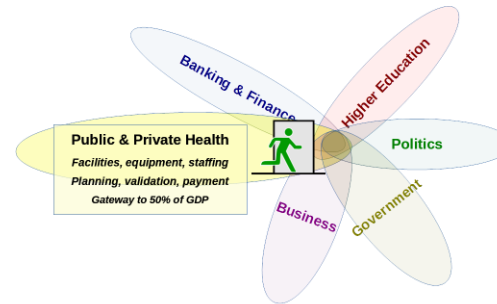 Banking & Finance
Higher Education
Public & Private Health
Facilities, equipment, staffing
Planning, validation, payment
Gateway to 50% of GDP
Politics
Business
Government